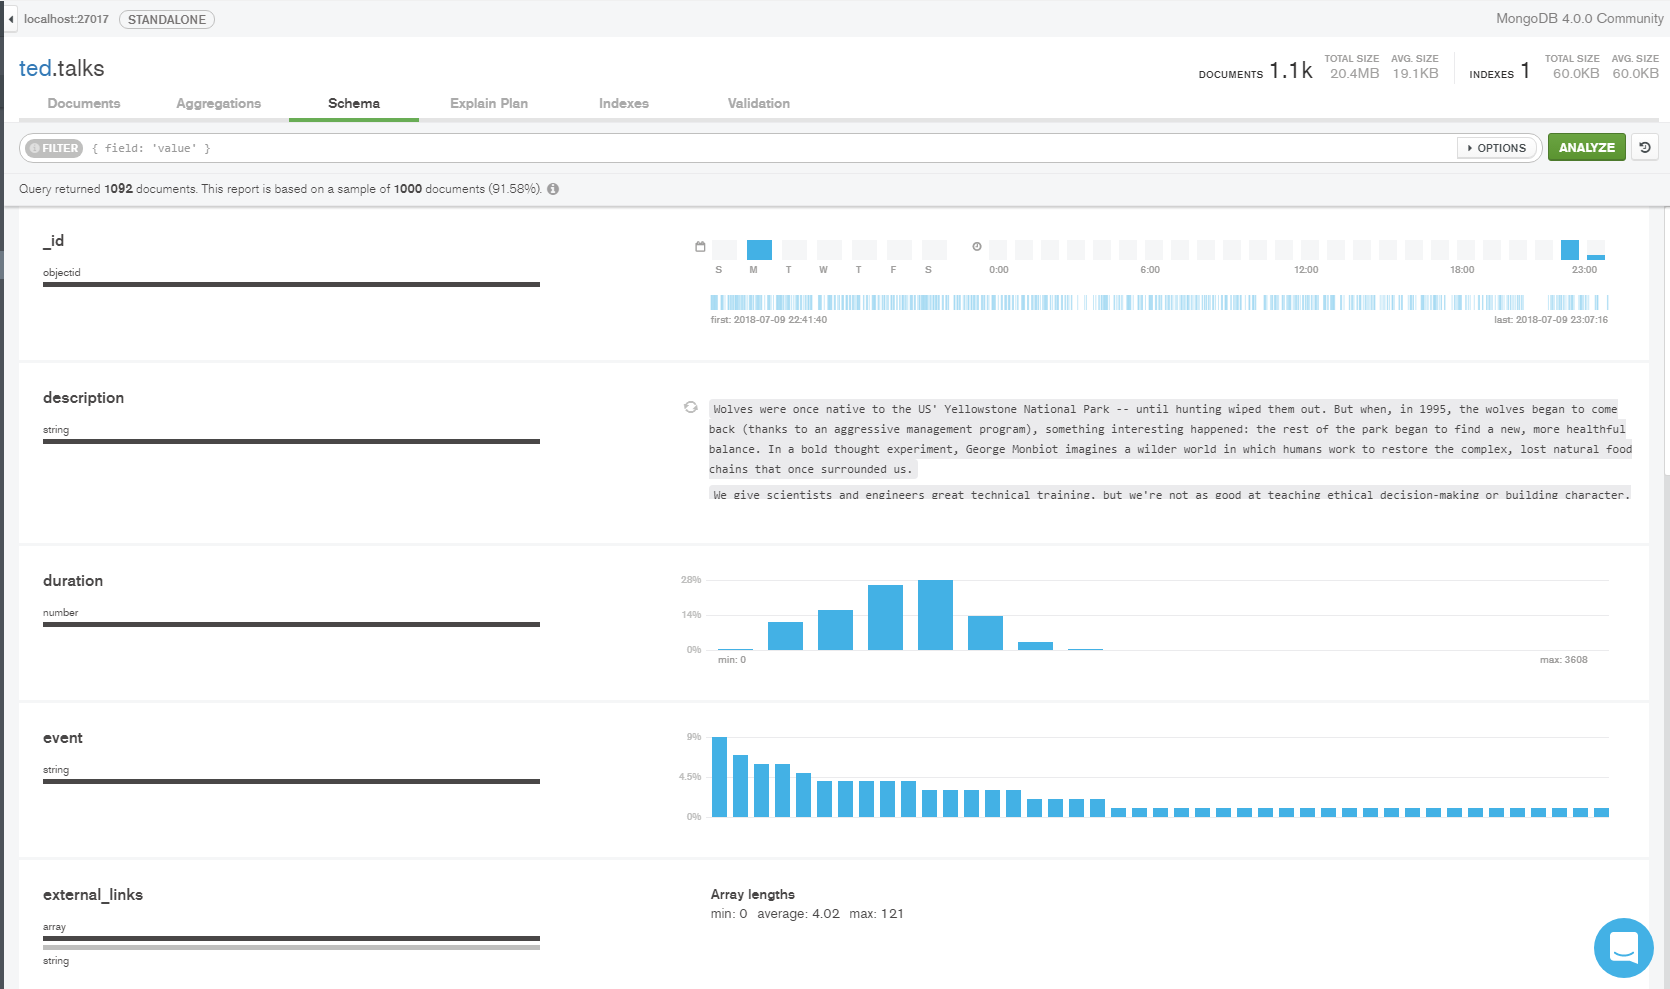 localhost:27017 STANDALONE MongoDB 4.0.0 Community
ted.talks
DOCUMENTS 1.1k TOTAL SIZE 20.4MB AVG. SIZE 19.1KB INDEXES 1 TOTAL SIZE 60.0KB AVG. SIZE 60.0KB
Documents Aggregations Schema Explain Plan Indexes Validation
FILTER { field: 'value' } OPTIONS ANALYZE
Query returned 1092 documents. This report is based on a sample of 1000 documents (91.58%).
_id
objectid
S M T W T F S 0:00 6:00 12:00 18:00 23:00
first: 2018-07-09 22:41:40 last: 2018-07-09 23:07:16
description
string
Wolves were once native to the US' Yellowstone National Park -- until hunting wiped them out. But when, in 1995, the wolves began to come
back (thanks to an aggressive management program), something interesting happened: the rest of the park began to find a new, more healthful
balance. In a bold thought experiment, George Monbiot imagines a wilder world in which humans work to restore the complex, lost natural food
chains that once surrounded us.
We give scientists and engineers great technical training, but we're not as good at teaching ethical decision-making or building character.
duration
number
28%
14%
0%
min: 0 max: 3608
event
string
9%
4.5%
0%
external_links
array
string
Array lengths
min: 0 average: 4.02 max: 121